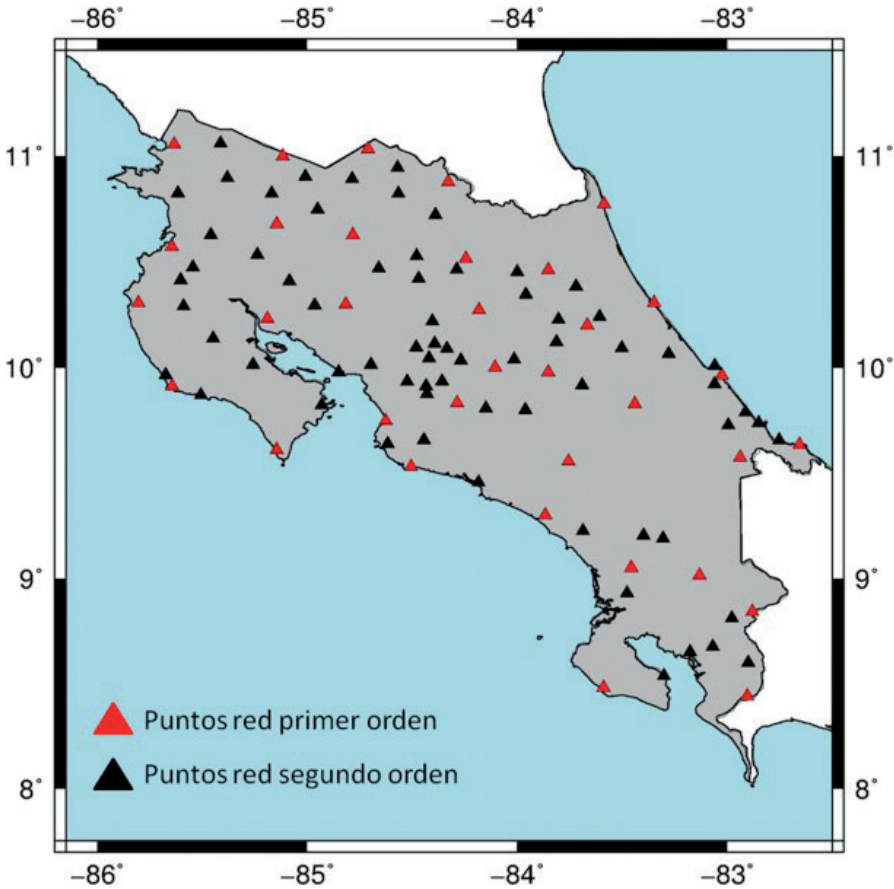 −86˚ −85˚ −84˚ −83˚
11˚ 11˚
10˚ 10˚
9˚ 9˚
Puntos red primer orden
Puntos red segundo orden
8˚ 8˚
−86˚ −85˚ −84˚ −83˚